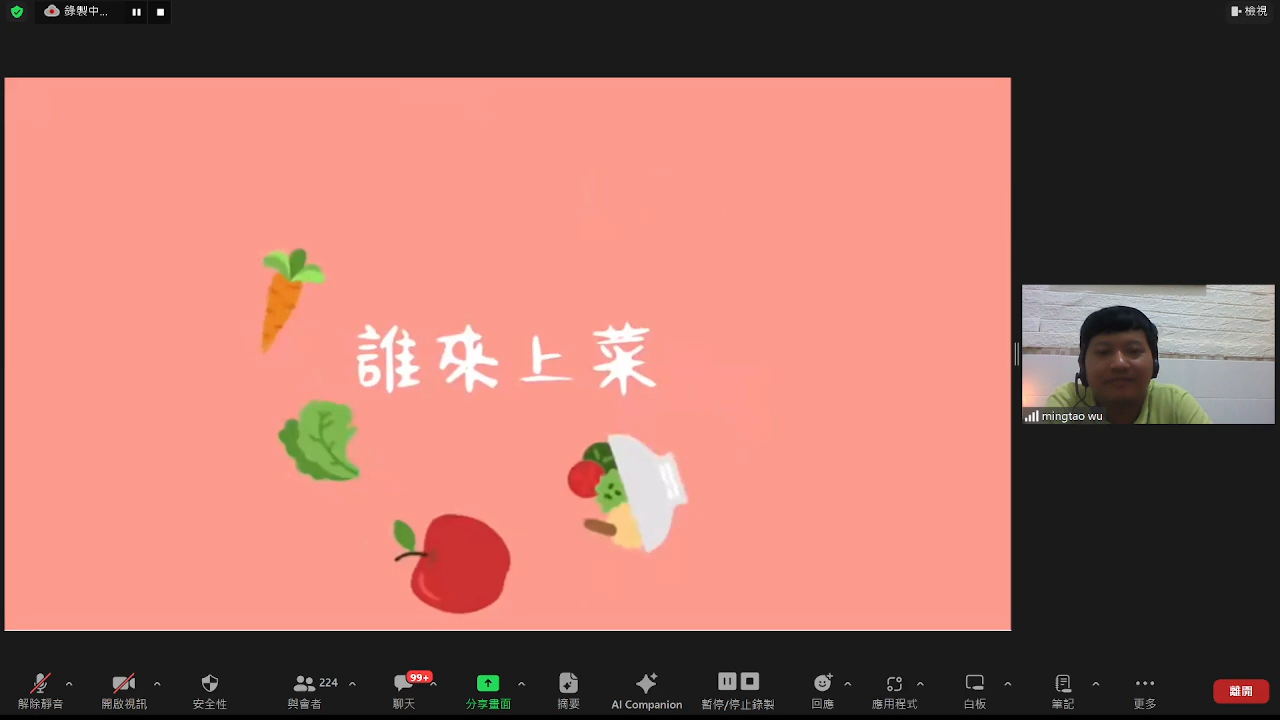 錄製中...
檢視
誰來上菜
mingtao wu
224
99+
解除靜音
開啟視訊
安全性
與會者
聊天
分享畫面
摘要
AI Companion
暫停/停止錄製
回應
應用程式
白板
筆記
更多
離開